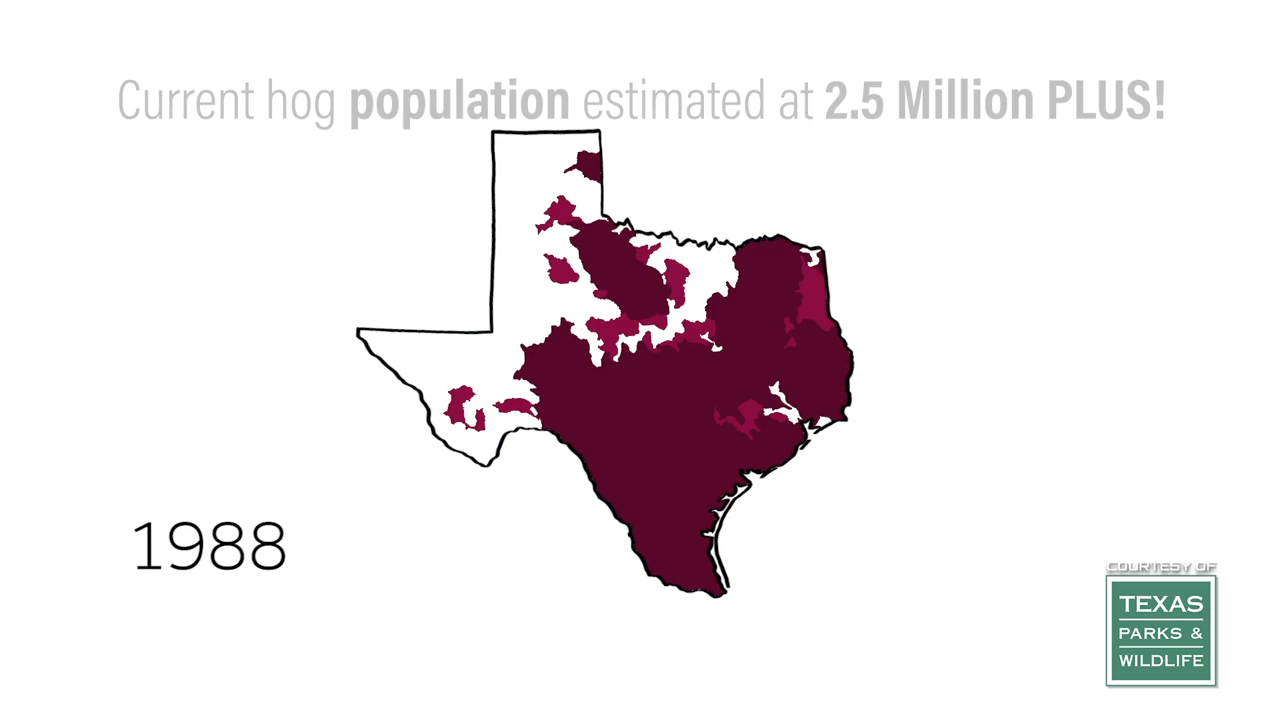 Current hog population estimated at 2.5 Million PLUS!
1988
COURTESY OF
TEXAS
PARKS &
WILDLIFE